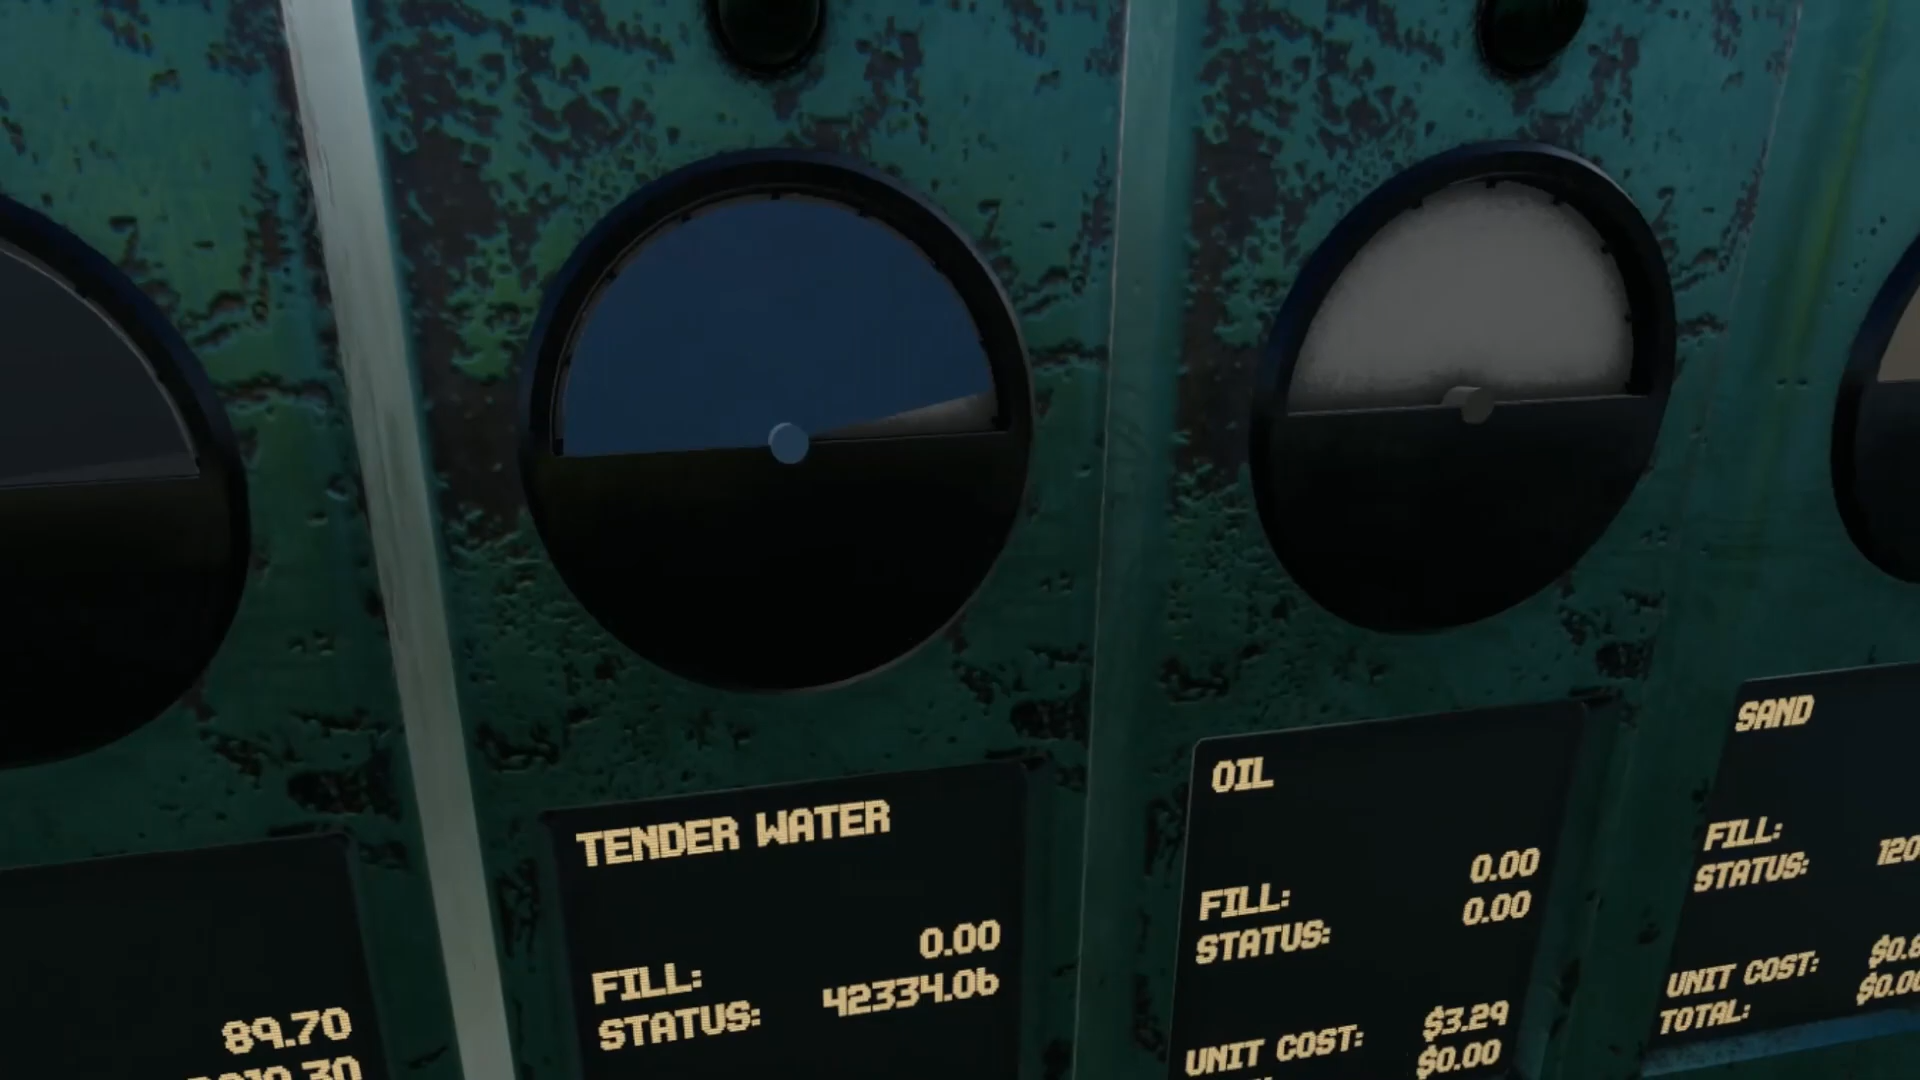 89.70
TENDER WATER
FILL: 0.00
STATUS: 42334.06
OIL
FILL: 0.00
STATUS: 0.00
UNIT COST: $3.29
$0.00
SAND
FILL:
STATUS:
UNIT COST:
TOTAL: